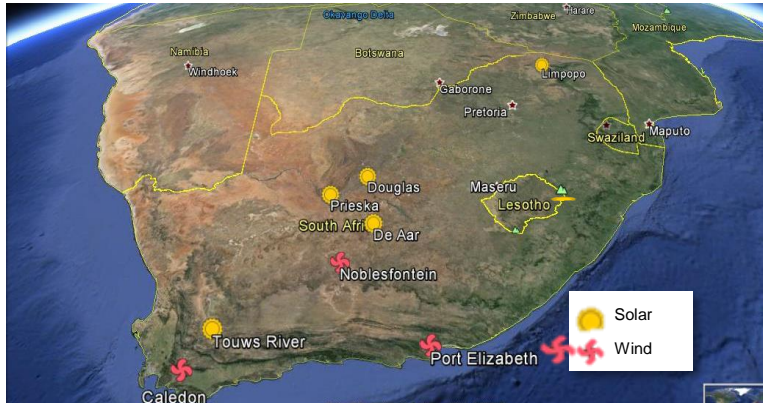 Okavango Delta
Zimbabwe
Harare
Mozambique
Namibia
Botswana
Windhoek
Limpopo
Gaborone
Pretoria
Swaziland
Maputo
Douglas
Maseru
Prieska
Lesotho
South Afri
De Aar
Noblesfontein
Solar
Touws River
Wind
Port Elizabeth
Caledon